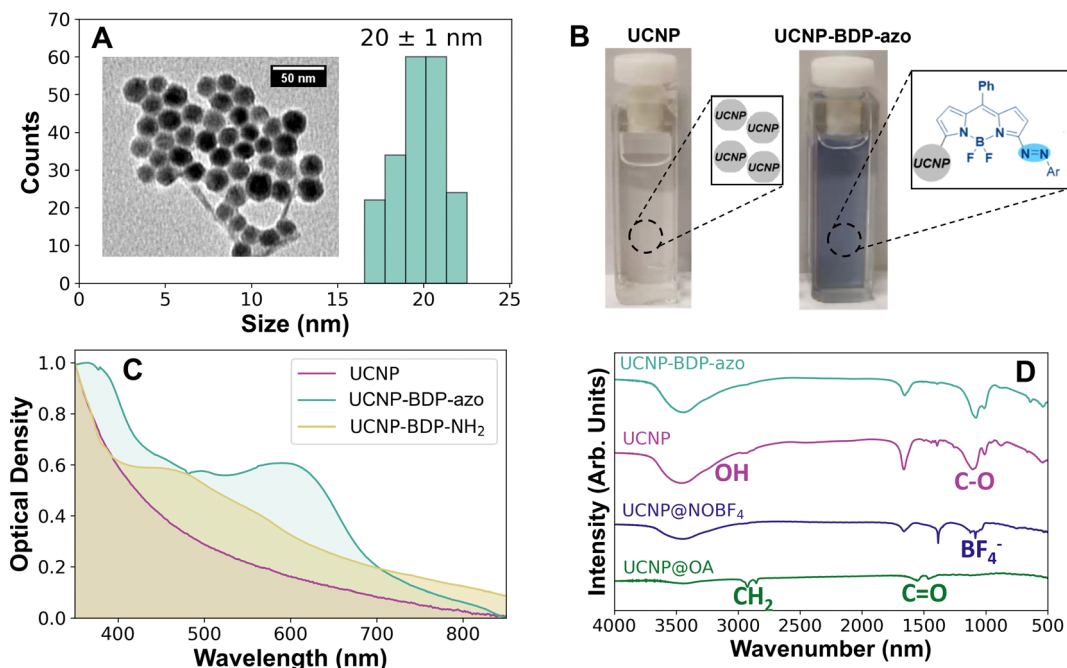 A
20 ± 1 nm
50 nm
70
60
50
40
30
20
10
0
Counts
0 5 10 15 20 25
Size (nm)
B
UCNP
UCNP-BDP-azo
UCNP
UCNP
UCNP
UCNP
Ph
N B N
F F
N=N
Ar
UCNP
C
UCNP
UCNP-BDP-azo
UCNP-BDP-NH₂
1.0
0.8
0.6
0.4
0.2
0.0
Optical Density
400 500 600 700 800
Wavelength (nm)
D
UCNP-BDP-azo
UCNP
OH
C-O
UCNP@NOBF₄
BF₄⁻
UCNP@OA
CH₂
C=O
Intensity (Arb. Units)
4000 3500 3000 2500 2000 1500 1000 500
Wavenumber (nm)